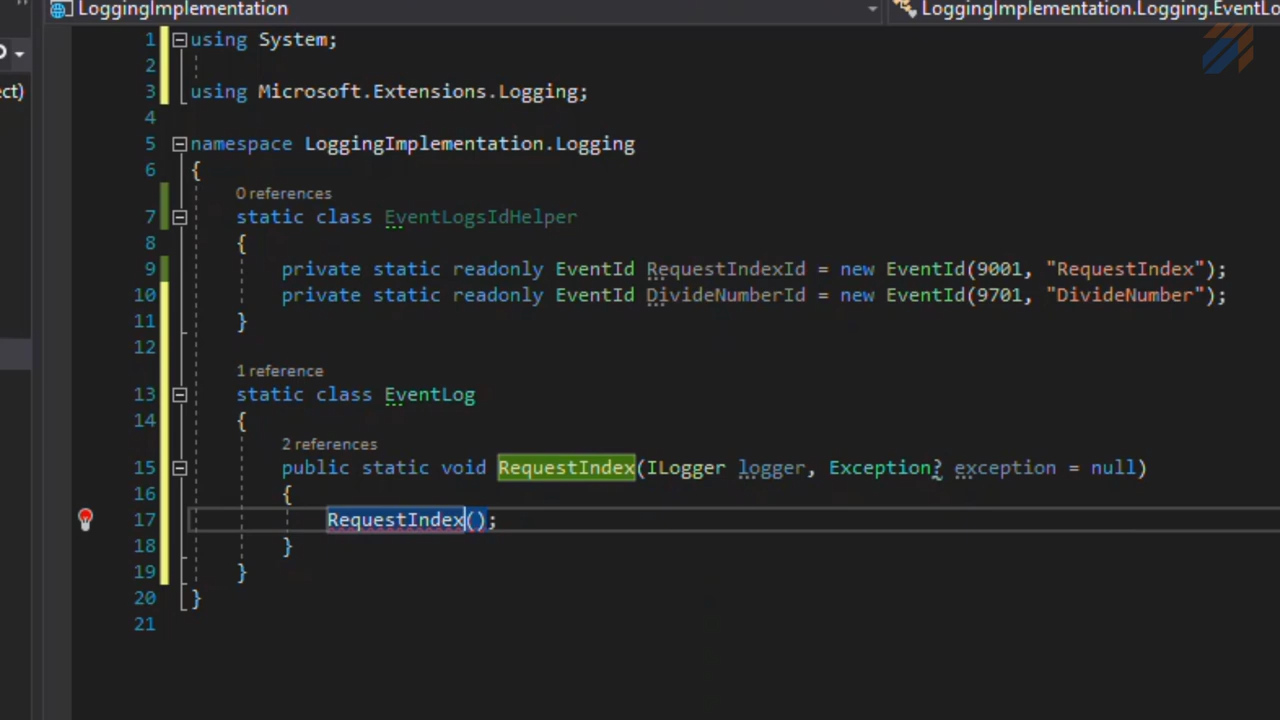 LoggingImplementation
LoggingImplementation.Logging.EventLo
ect)
1 using System;
2
3 using Microsoft.Extensions.Logging;
4
5 namespace LoggingImplementation.Logging
6 {
0 references
7 static class EventLogsIdHelper
8 {
9 private static readonly EventId RequestIndexId = new EventId(9001, "RequestIndex");
10 private static readonly EventId DivideNumberId = new EventId(9701, "DivideNumber");
11 }
12
1 reference
13 static class EventLog
14 {
2 references
15 public static void RequestIndex(ILogger logger, Exception? exception = null)
16 {
17 RequestIndex();
18 }
19 }
20 }
21